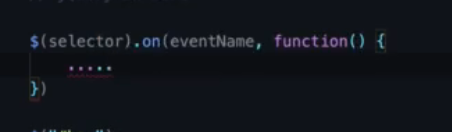 $(selector).on(eventName, function() {
.....
})